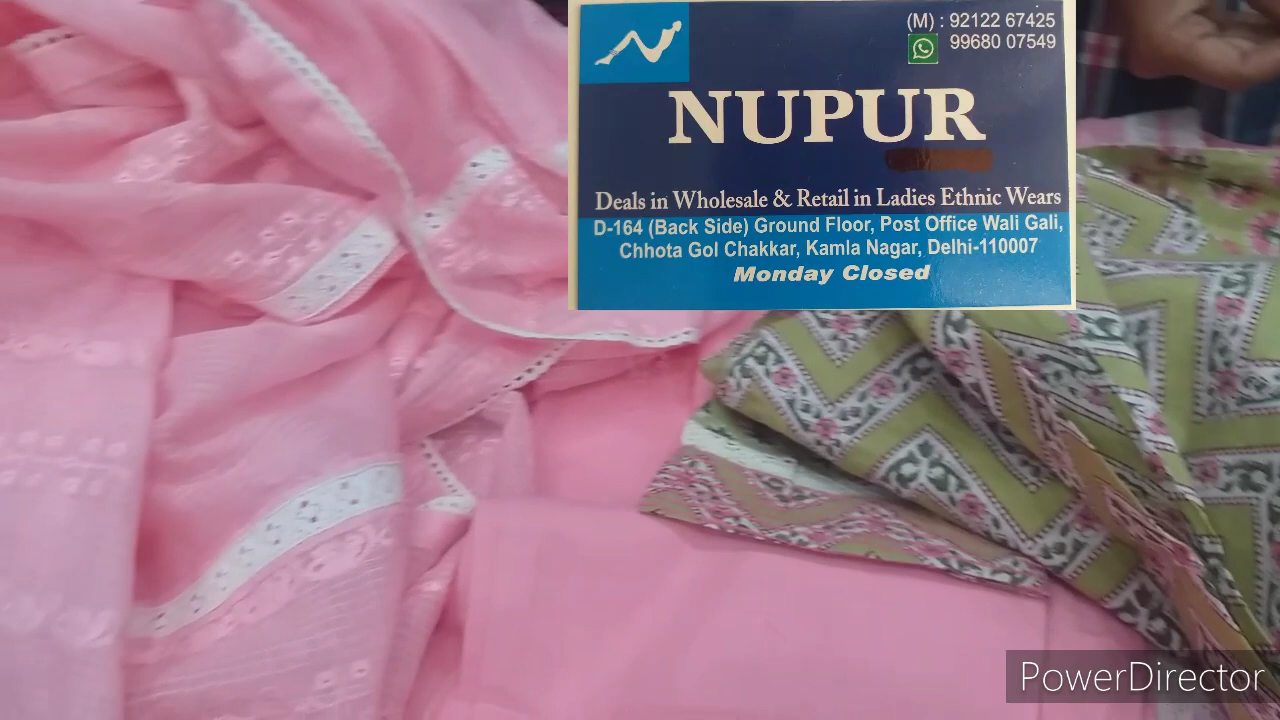 (M) : 92122 67425
99680 07549
NUPUR
Deals in Wholesale & Retail in Ladies Ethnic Wears
D-164 (Back Side) Ground Floor, Post Office Wali Gali,
Chhota Gol Chakkar, Kamla Nagar, Delhi-110007
Monday Closed
PowerDirector